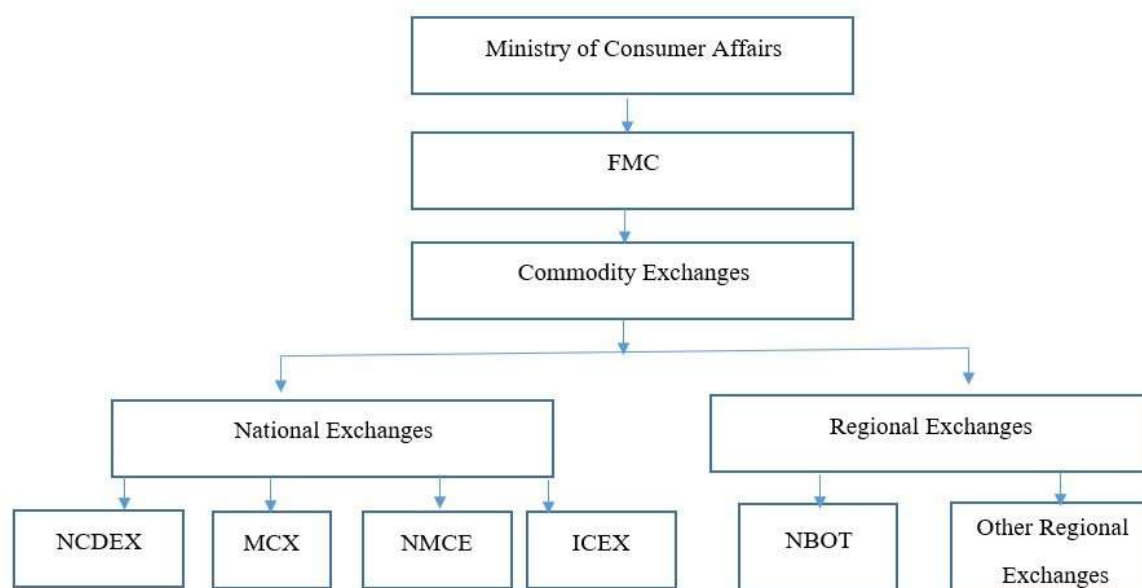 Ministry of Consumer Affairs
FMC
Commodity Exchanges
National Exchanges
Regional Exchanges
NCDEX
MCX
NMCE
ICEX
NBOT
Other Regional
Exchanges